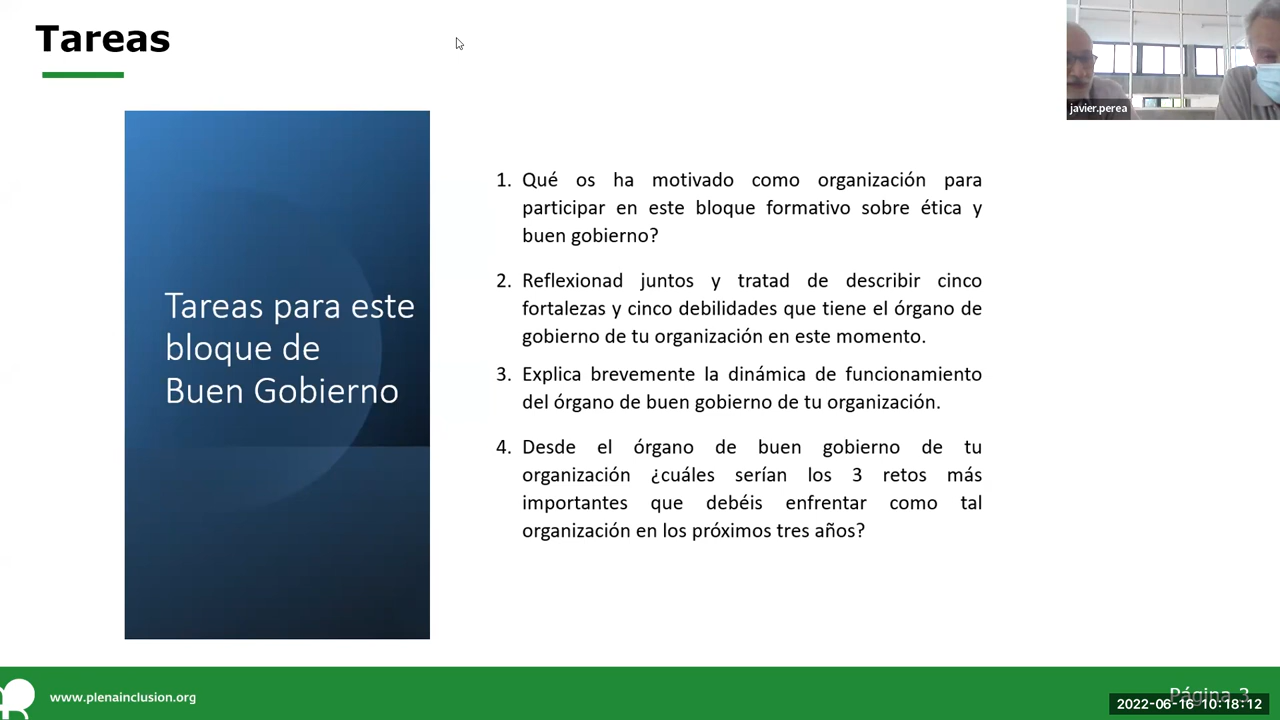 Tareas
javier.perea
Tareas para este
bloque de
Buen Gobierno
1. Qué os ha motivado como organización para
participar en este bloque formativo sobre ética y
buen gobierno?
2. Reflexionad juntos y tratad de describir cinco
fortalezas y cinco debilidades que tiene el órgano de
gobierno de tu organización en este momento.
3. Explica brevemente la dinámica de funcionamiento
del órgano de buen gobierno de tu organización.
4. Desde el órgano de buen gobierno de tu
organización ¿cuáles serían los 3 retos más
importantes que debéis enfrentar como tal
organización en los próximos tres años?
www.plenainclusion.org
Página 3
2022-06-16 10:18:12